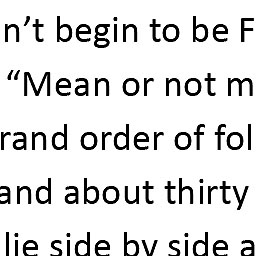 n’t begin to be F
“Mean or not m
rand order of fol
and about thirty
lie side by side a